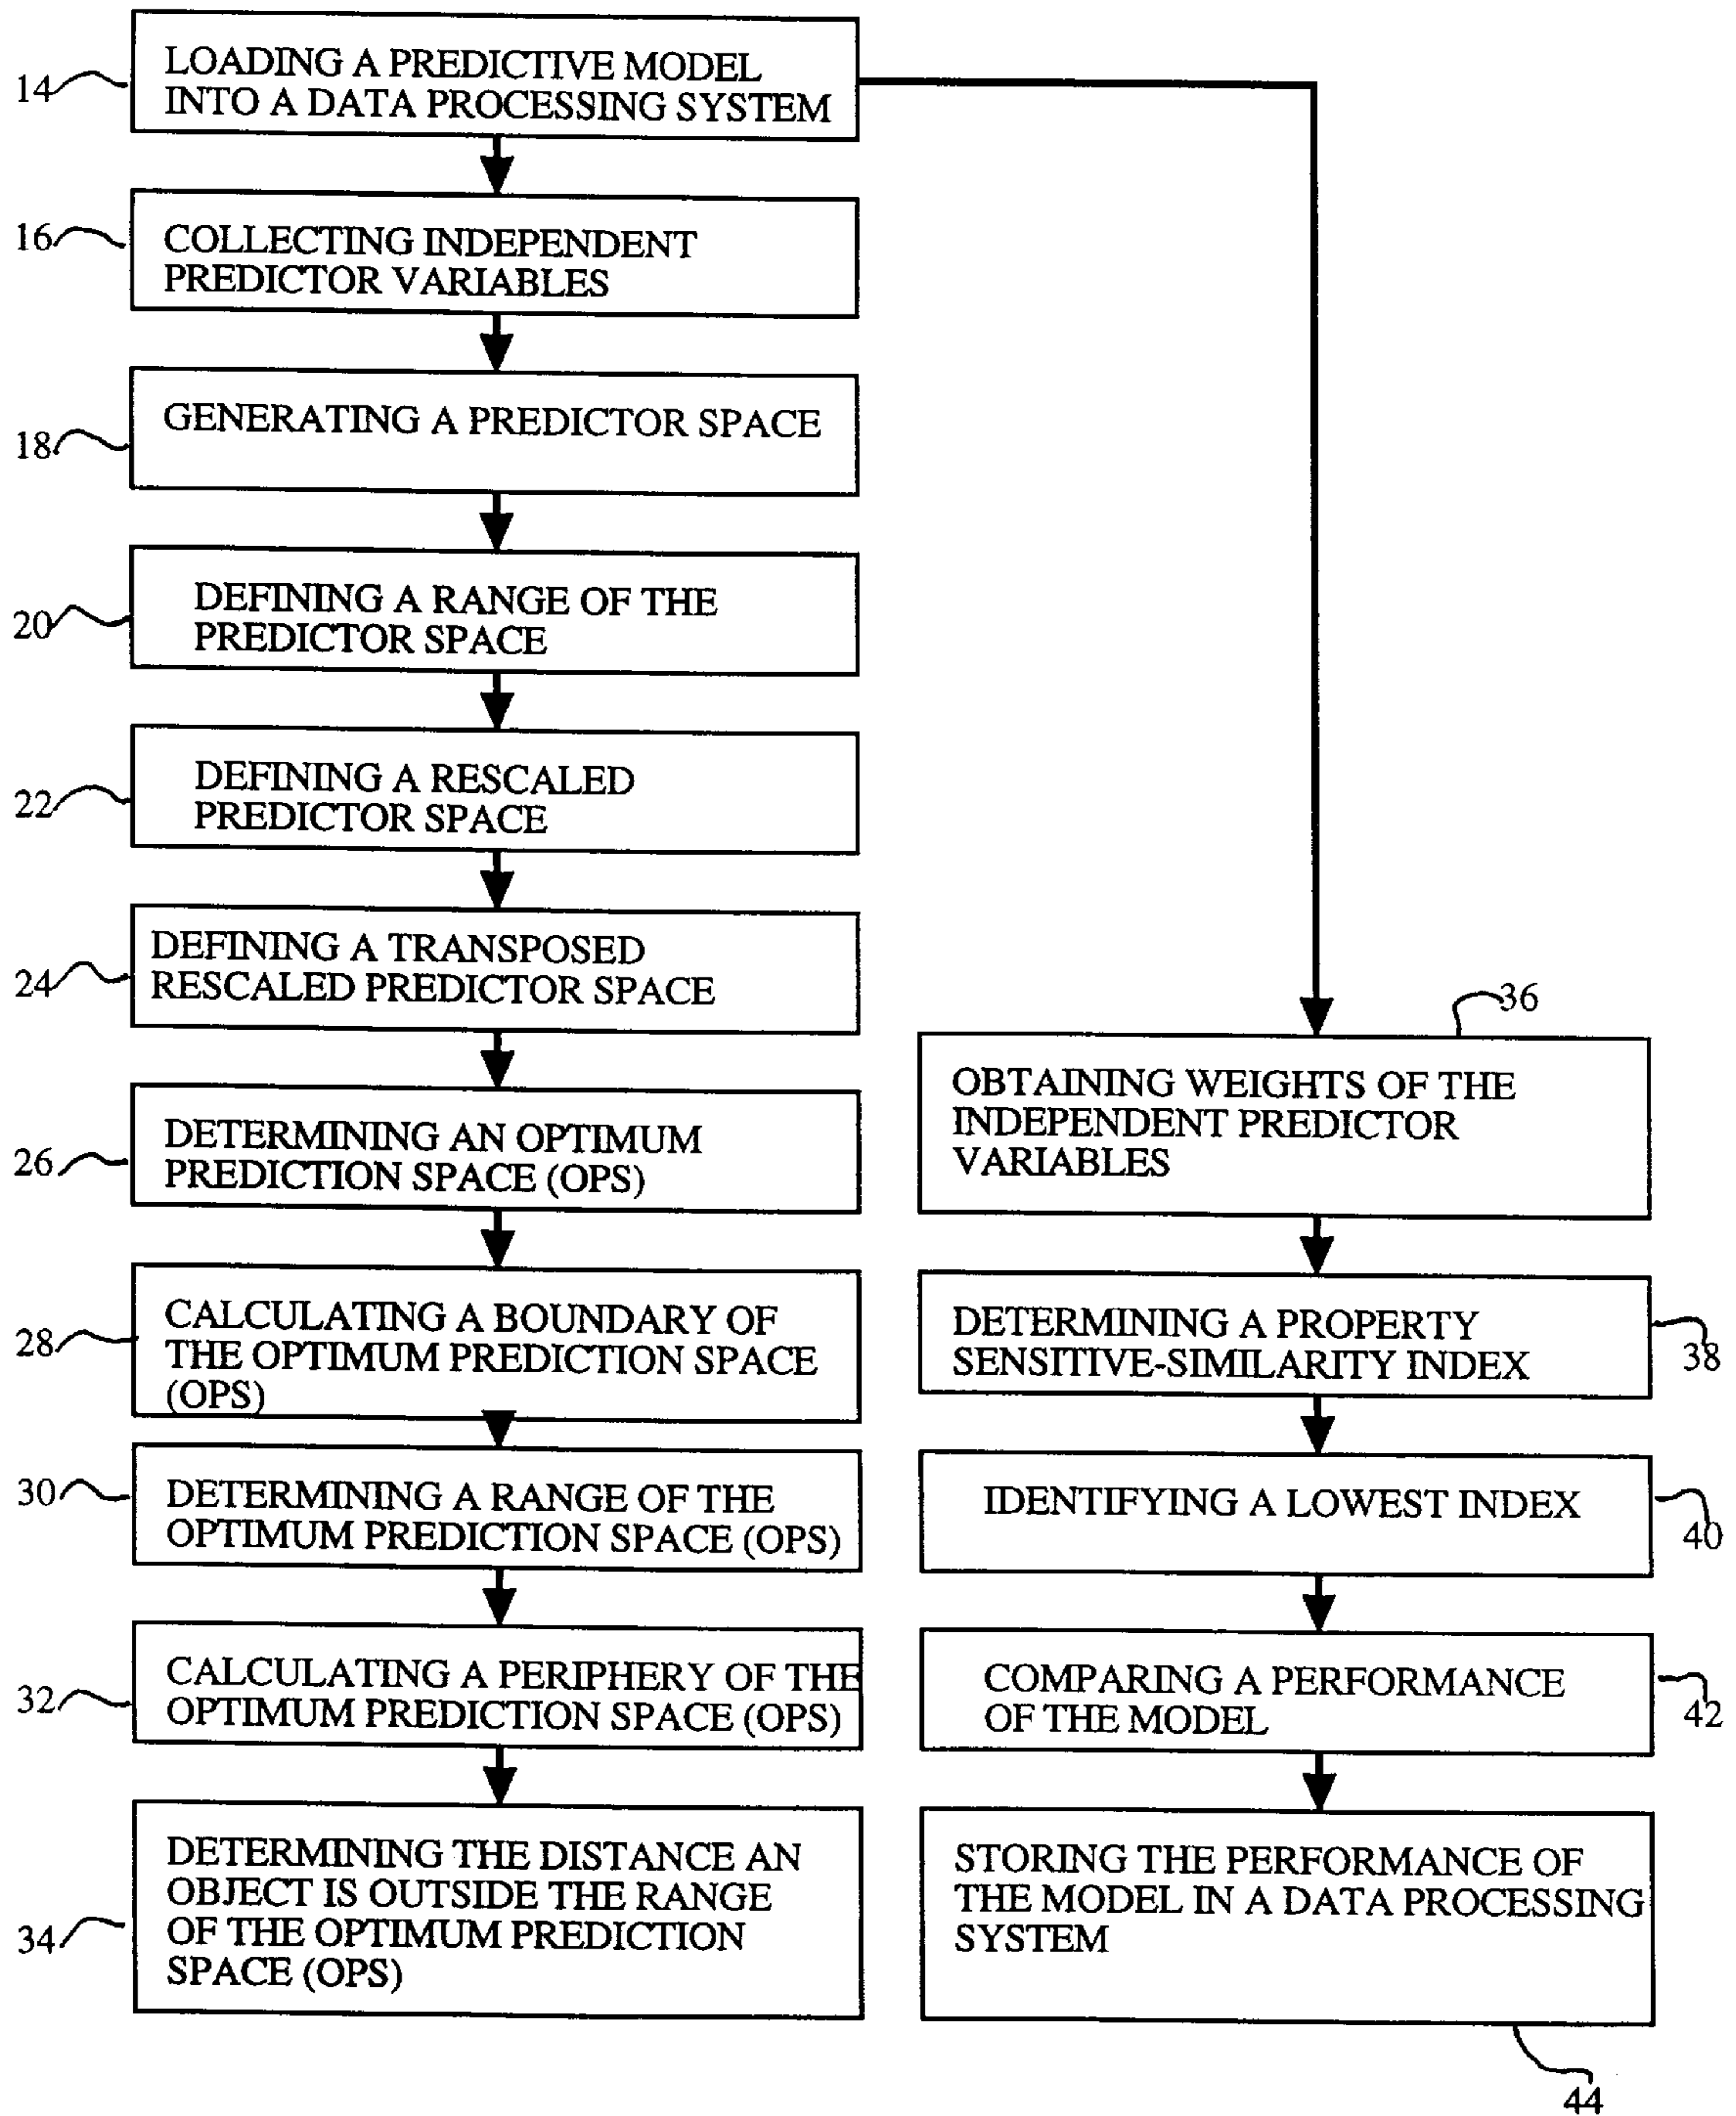 14
LOADING A PREDICTIVE MODEL
INTO A DATA PROCESSING SYSTEM
16
COLLECTING INDEPENDENT
PREDICTOR VARIABLES
18
GENERATING A PREDICTOR SPACE
20
DEFINING A RANGE OF THE
PREDICTOR SPACE
22
DEFINING A RESCALED
PREDICTOR SPACE
24
DEFINING A TRANSPOSED
RESCALED PREDICTOR SPACE
26
DETERMINING AN OPTIMUM
PREDICTION SPACE (OPS)
28
CALCULATING A BOUNDARY OF
THE OPTIMUM PREDICTION SPACE
(OPS)
30
DETERMINING A RANGE OF THE
OPTIMUM PREDICTION SPACE (OPS)
32
CALCULATING A PERIPHERY OF THE
OPTIMUM PREDICTION SPACE (OPS)
34
DETERMINING THE DISTANCE AN
OBJECT IS OUTSIDE THE RANGE
OF THE OPTIMUM PREDICTION
SPACE (OPS)
36
OBTAINING WEIGHTS OF THE
INDEPENDENT PREDICTOR
VARIABLES
DETERMINING A PROPERTY
SENSITIVE-SIMILARITY INDEX
38
IDENTIFYING A LOWEST INDEX
40
COMPARING A PERFORMANCE
OF THE MODEL
42
STORING THE PERFORMANCE OF
THE MODEL IN A DATA PROCESSING
SYSTEM
44